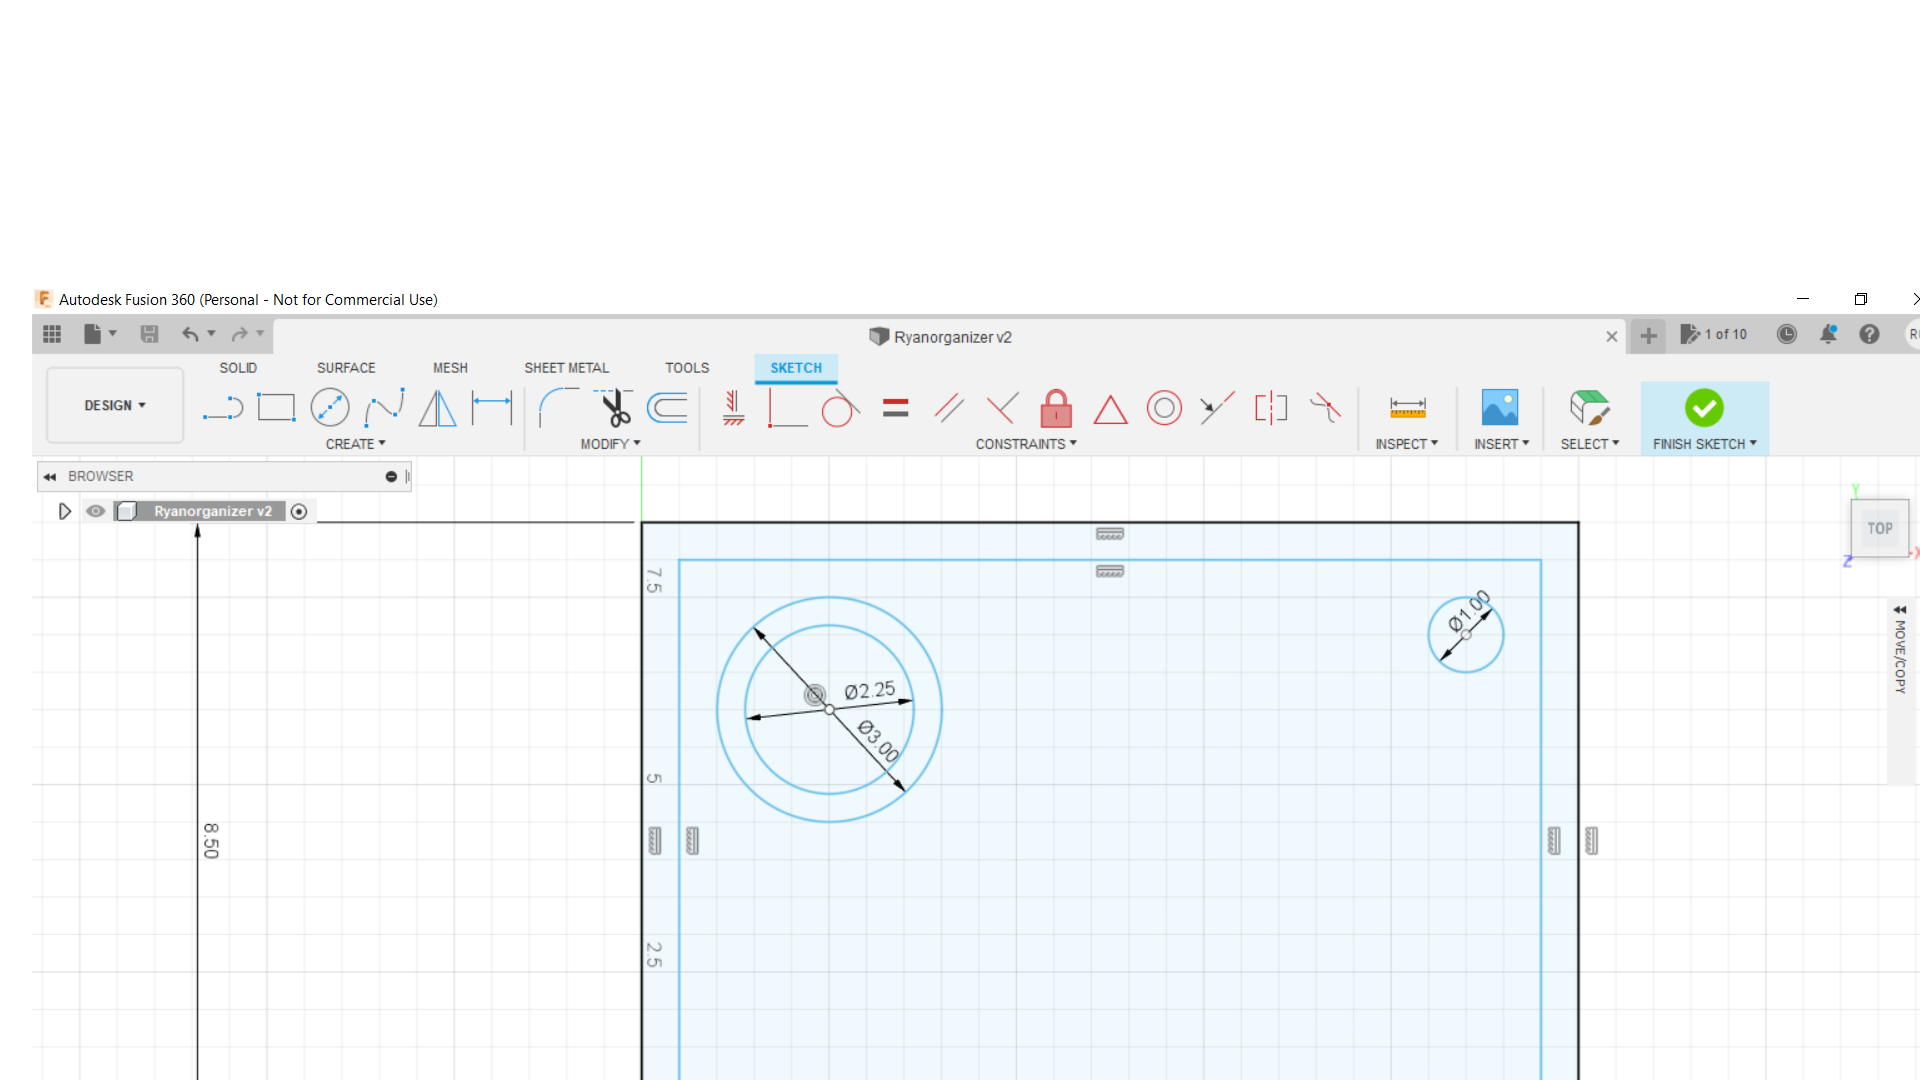 Autodesk Fusion 360 (Personal - Not for Commercial Use)
Ryanorganizer v2
1 of 10
SOLID SURFACE MESH SHEET METAL TOOLS SKETCH
DESIGN
CREATE MODIFY CONSTRAINTS INSPECT INSERT SELECT FINISH SKETCH
BROWSER
Ryanorganizer v2
Y
TOP
X
Z
7.5
Ø1.00
MOVE/COPY
Ø2.25
Ø3.00
5
8.50
2.5